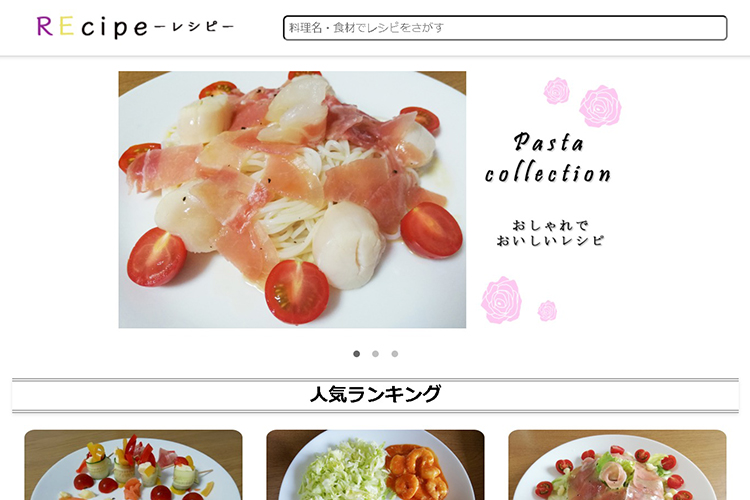 REcipe ーレシピー
料理名・食材でレシピをさがす
Pasta
collection
おしゃれで
おいしいレシピ
人気ランキング